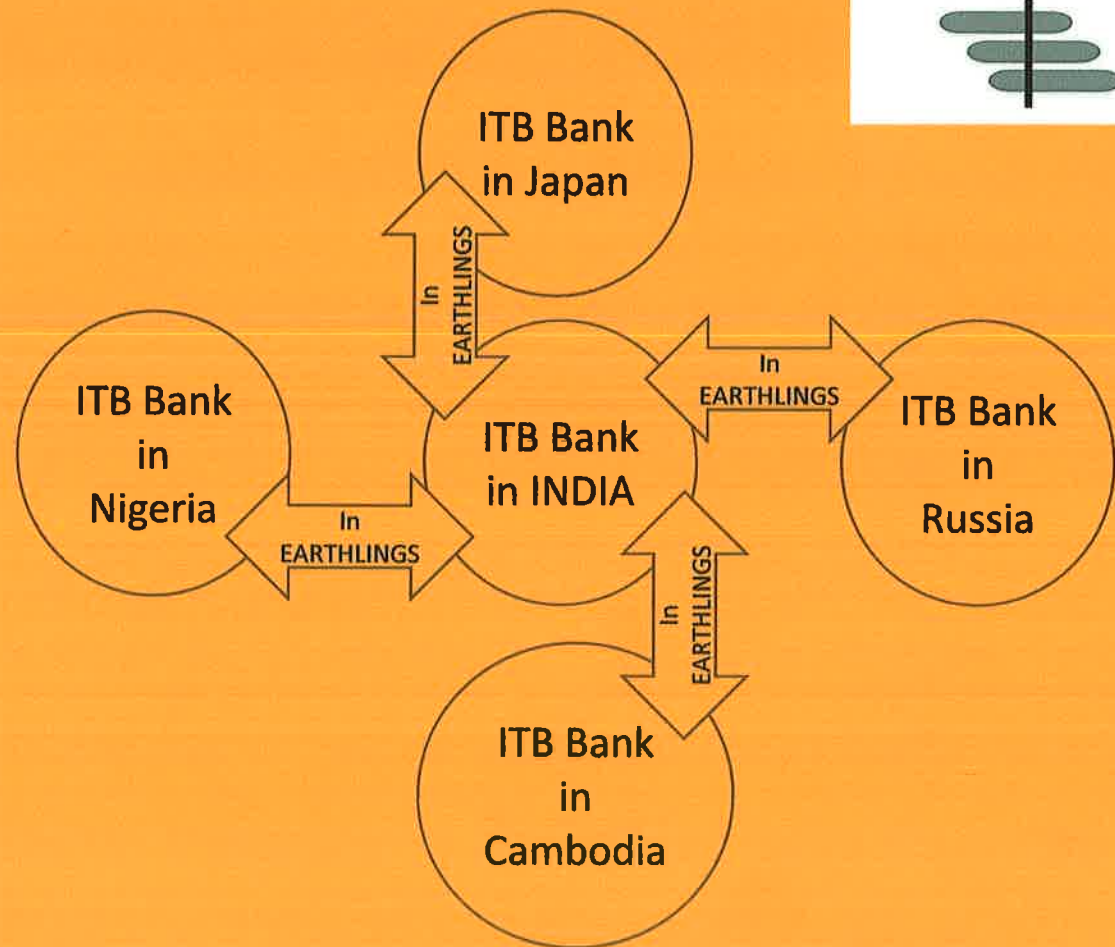 ITB Bank
in Japan
In
EARTHLINGS
In
EARTHLINGS
ITB Bank
in
Nigeria
ITB Bank
in INDIA
ITB Bank
in
Russia
In
EARTHLINGS
In
EARTHLINGS
ITB Bank
in
Cambodia